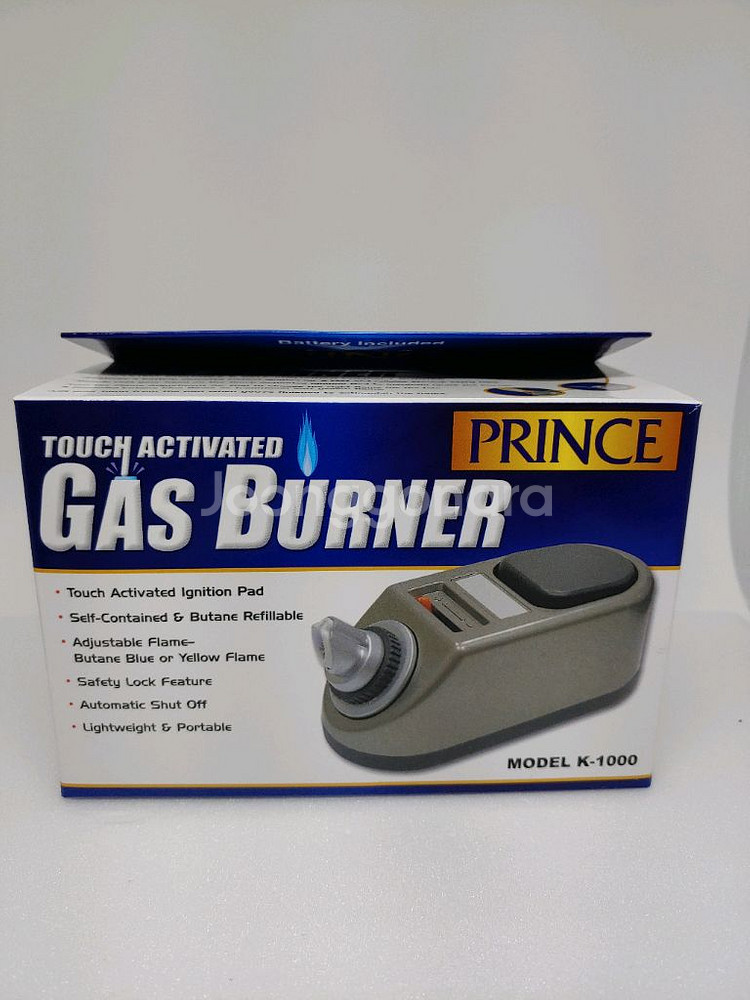 Battery Included
PRINCE
TOUCH ACTIVATED
GAS BURNER
Joonggonara
• Touch Activated Ignition Pad
• Self-Contained & Butane Refillable
• Adjustable Flame–
Butane Blue or Yellow Flame
• Safety Lock Feature
• Automatic Shut Off
• Lightweight & Portable
MODEL K-1000